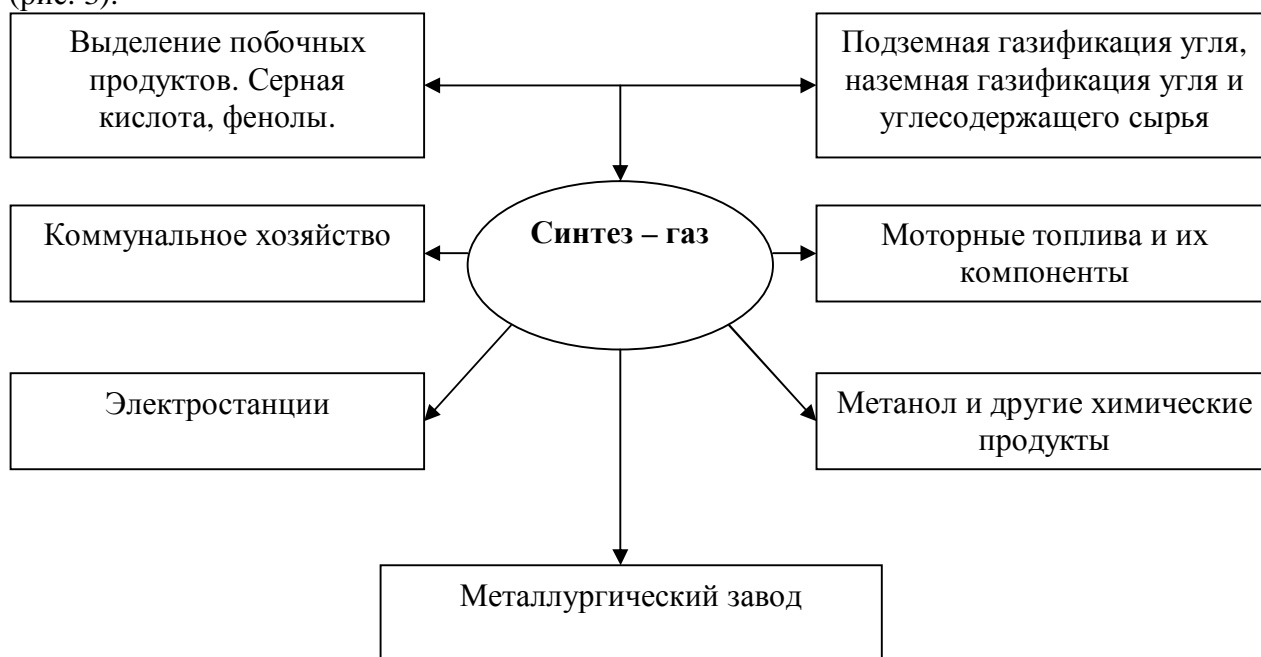 (рис. 3).
Выделение побочных
продуктов. Серная
кислота, фенолы.
Подземная газификация угля,
наземная газификация угля и
углесодержащего сырья
Коммунальное хозяйство
Синтез – газ
Моторные топлива и их
компоненты
Электростанции
Метанол и другие химические
продукты
Металлургический завод